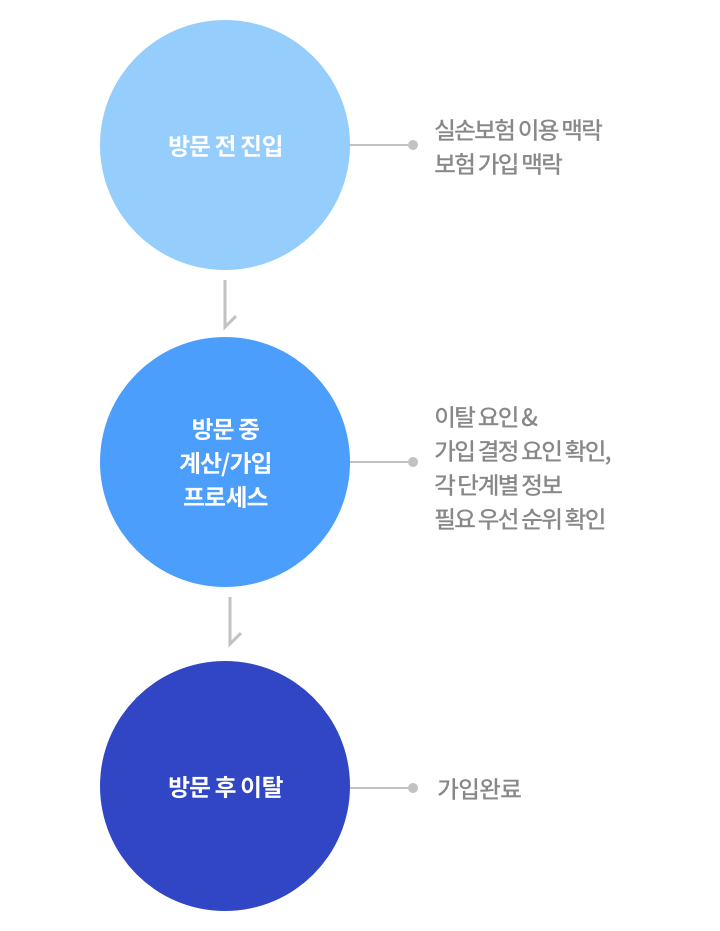 방문 전 진입
실손보험 이용 맥락
보험 가입 맥락
방문 중
계산/가입
프로세스
이탈 요인 &
가입 결정 요인 확인,
각 단계별 정보
필요 우선 순위 확인
방문 후 이탈
가입완료